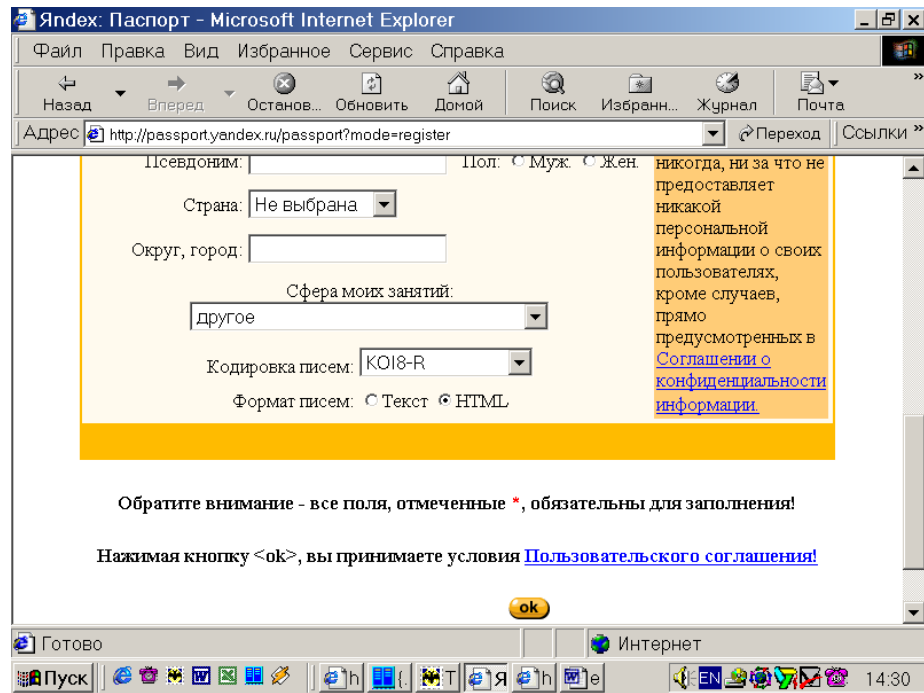 Яndex: Паспорт - Microsoft Internet Explorer
Файл Правка Вид Избранное Сервис Справка
Назад Вперед Останов... Обновить Домой Поиск Избранн... Журнал Почта »
Адрес http://passport.yandex.ru/passport?mode=register Переход Ссылки »
Псевдоним: Пол: Муж. Жен.
Страна: Не выбрана
Округ, город:
Сфера моих занятий:
другое
Кодировка писем: KOI8-R
Формат писем: Текст HTML
никогда, ни за что не
предоставляет
никакой
персональной
информации о своих
пользователях,
кроме случаев,
прямо
предусмотренных в
Соглашении о
конфиденциальности
информации.
Обратите внимание - все поля, отмеченные *, обязательны для заполнения!
Нажимая кнопку <ok>, вы принимаете условия Пользовательского соглашения!
ok
Готово Интернет
Пуск h {. T Я h e EN 14:30